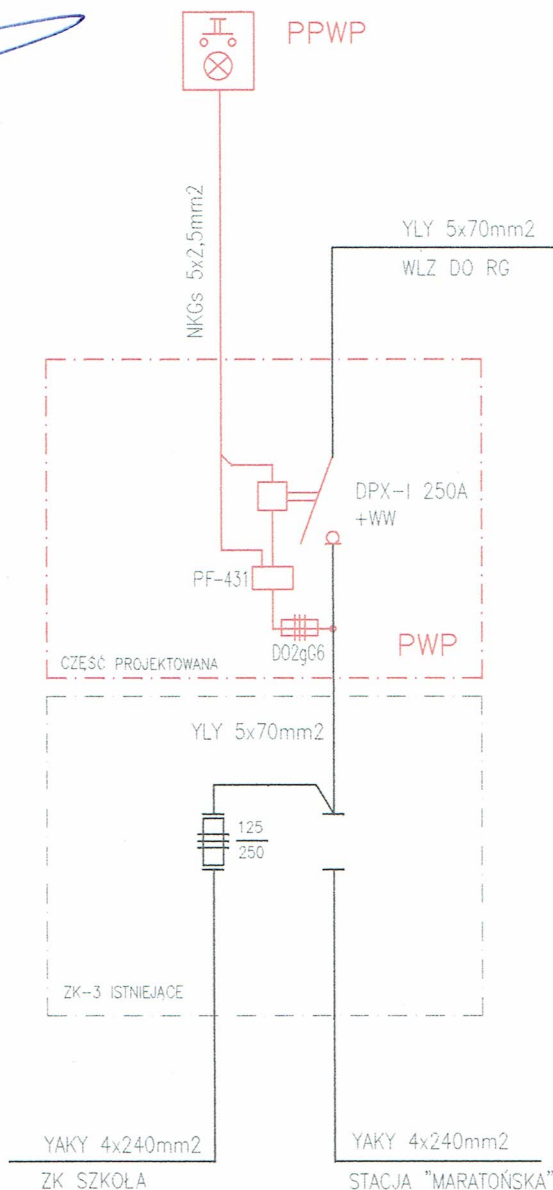 PPWP
NKGs 5x2,5mm2
YLY 5x70mm2
WLZ DO RG
DPX-I 250A
+WW
PF-431
D02gG6
CZĘŚĆ PROJEKTOWANA
PWP
YLY 5x70mm2
125
250
ZK-3 ISTNIEJĄCE
YAKY 4x240mm2
ZK SZKOŁA
YAKY 4x240mm2
STACJA "MARATOŃSKA"